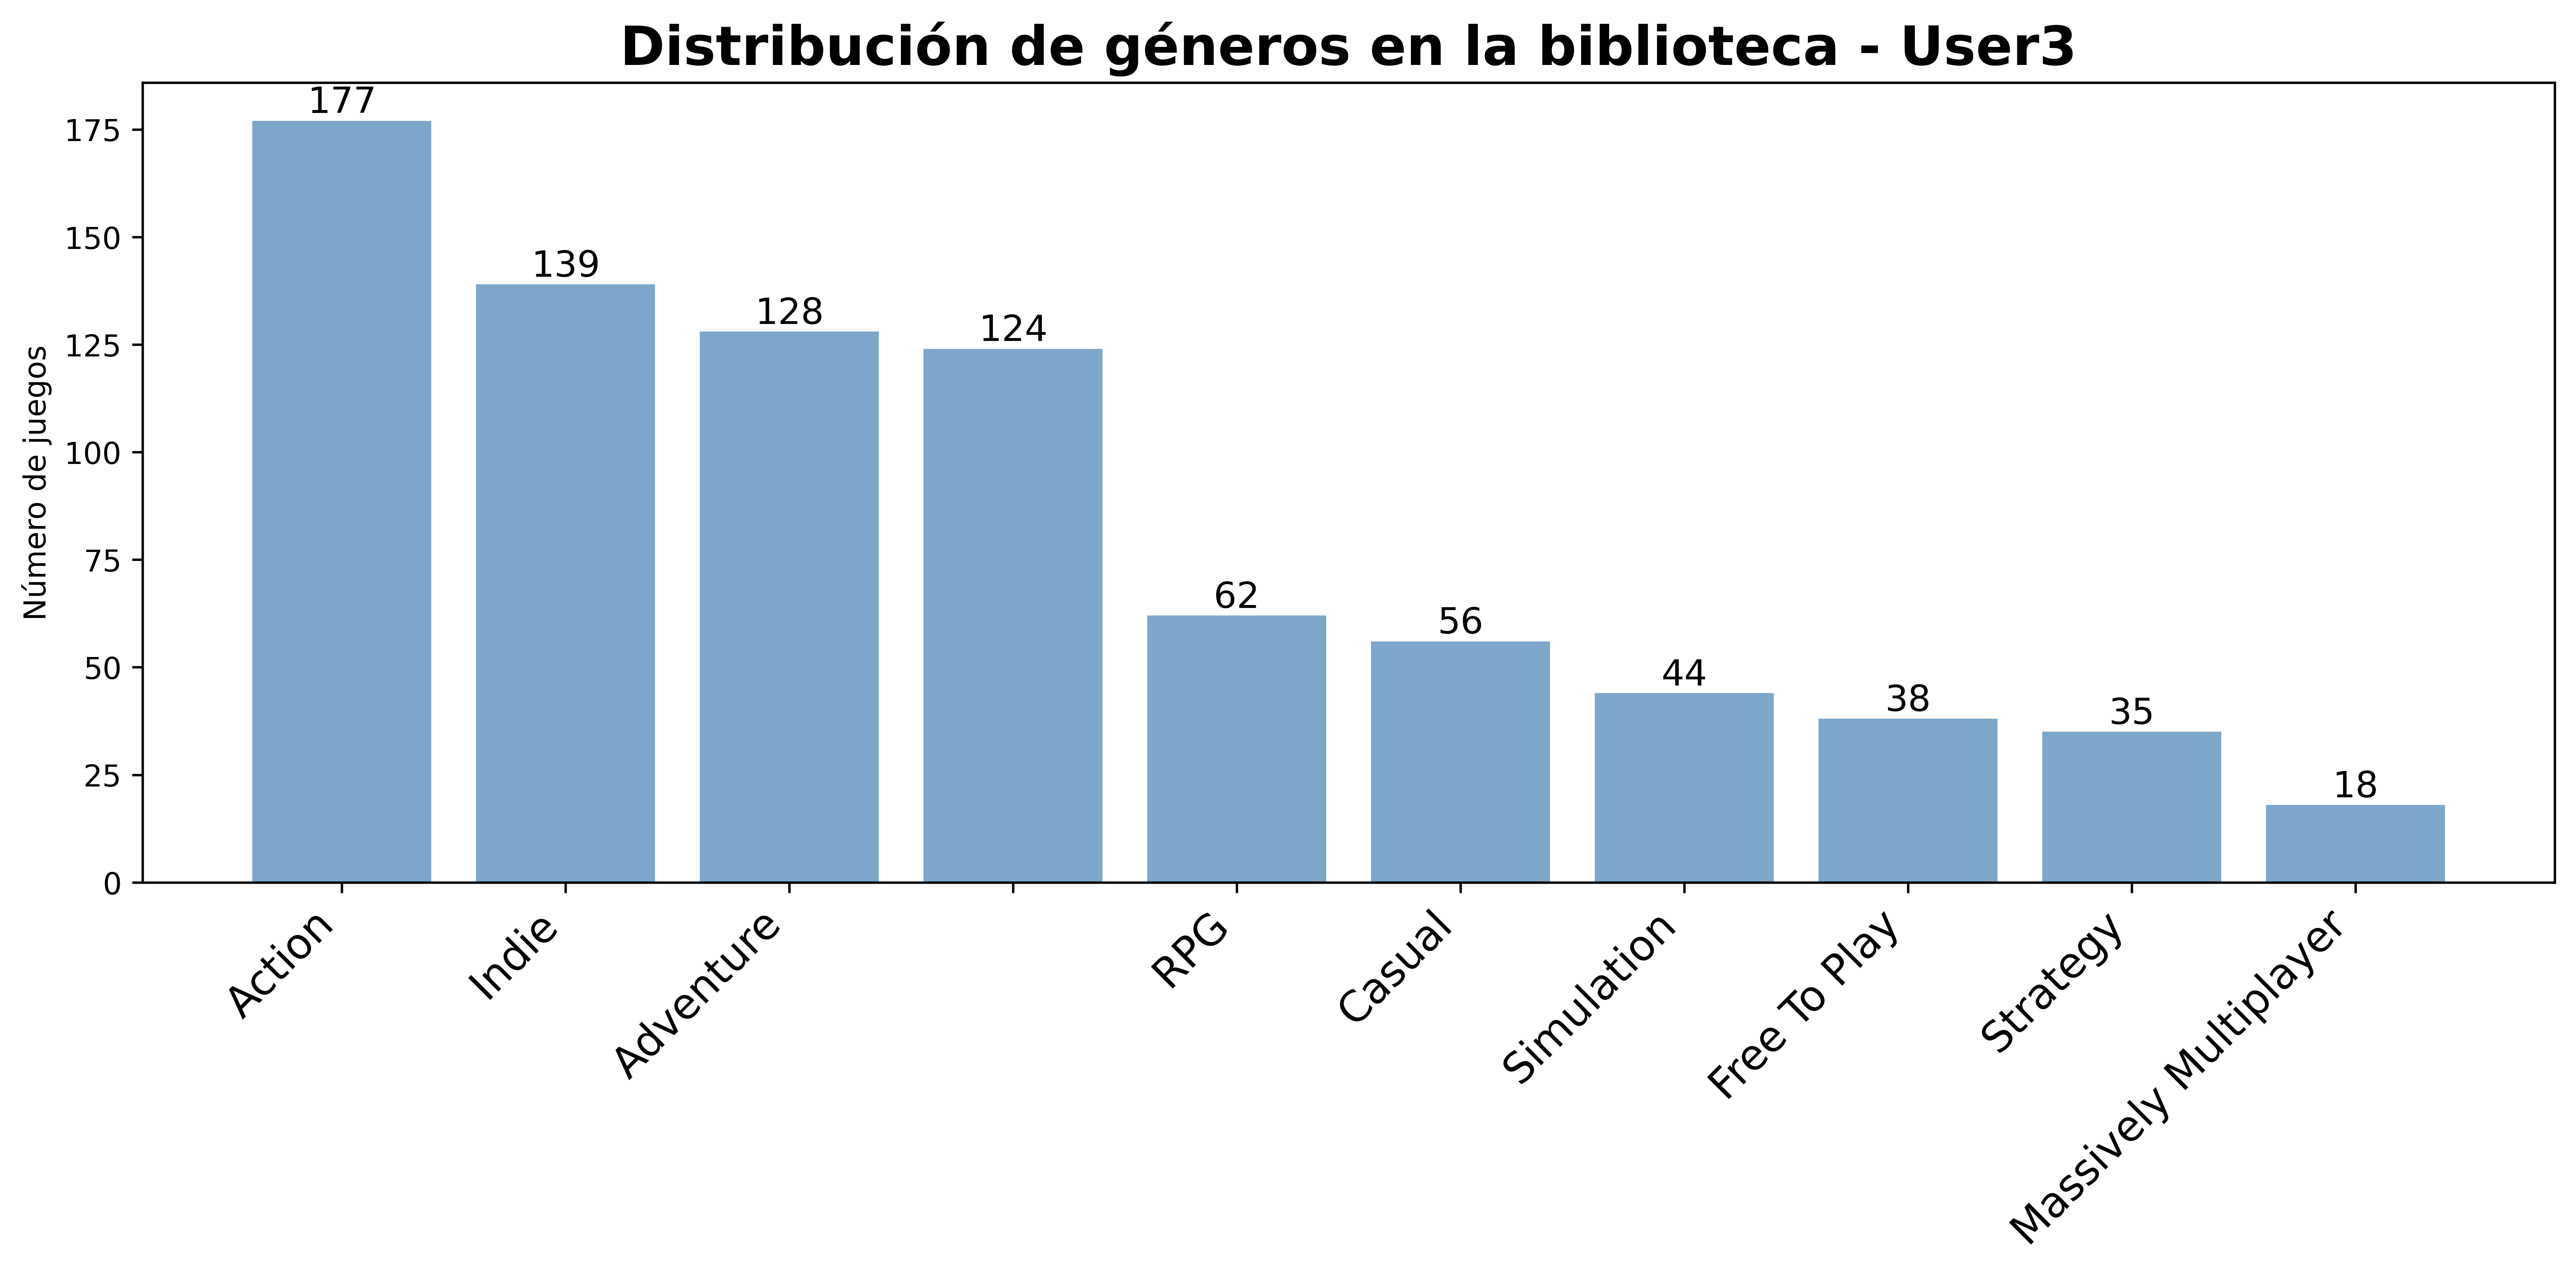 Distribución de géneros en la biblioteca - User3
Número de juegos
175
150
125
100
75
50
25
0
177
139
128
124
62
56
44
38
35
18
Action
Indie
Adventure
RPG
Casual
Simulation
Free To Play
Strategy
Massively Multiplayer